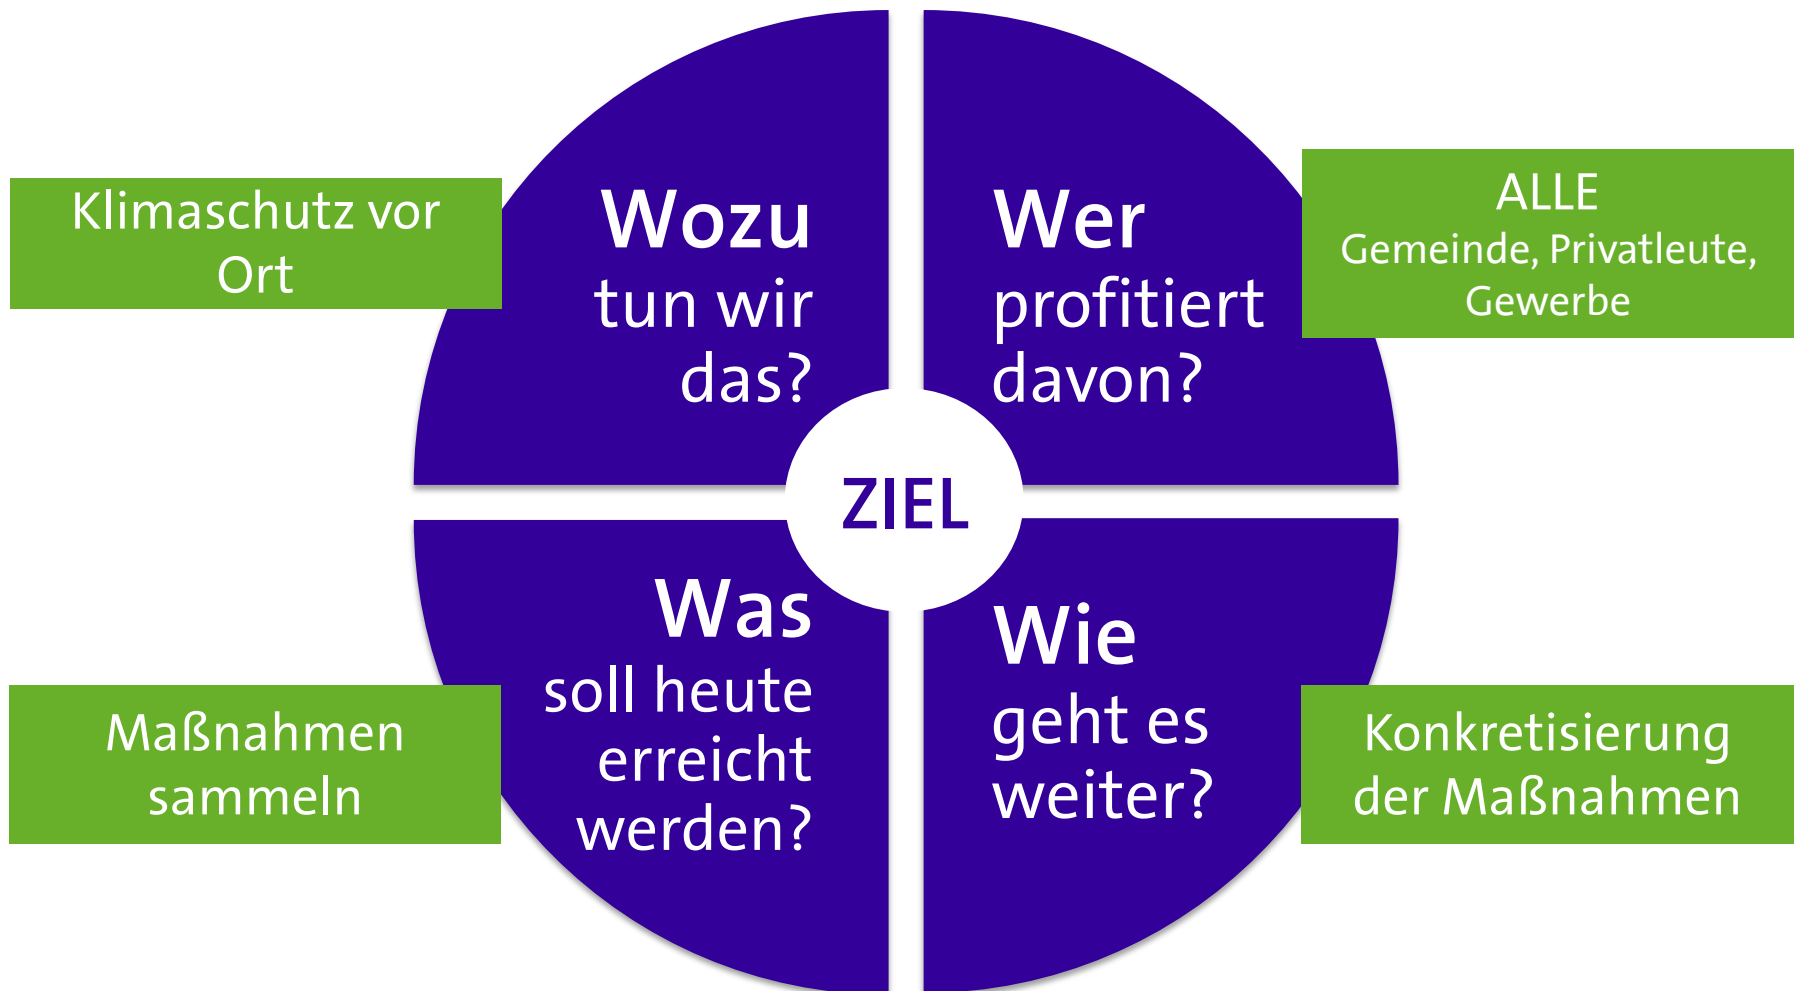 Klimaschutz vor
Ort
Wozu
tun wir
das?
Wer
profitiert
davon?
ALLE
Gemeinde, Privatleute,
Gewerbe
ZIEL
Maßnahmen
sammeln
Was
soll heute
erreicht
werden?
Wie
geht es
weiter?
Konkretisierung
der Maßnahmen